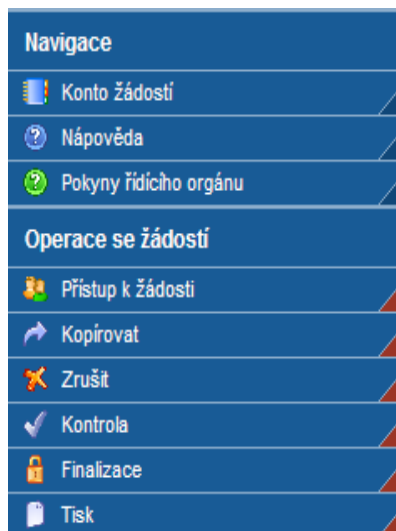 Navigace
Konto žádostí
Nápověda
Pokyny řídícího orgánu
Operace se žádostí
Přístup k žádosti
Kopírovat
Zrušit
Kontrola
Finalizace
Tisk